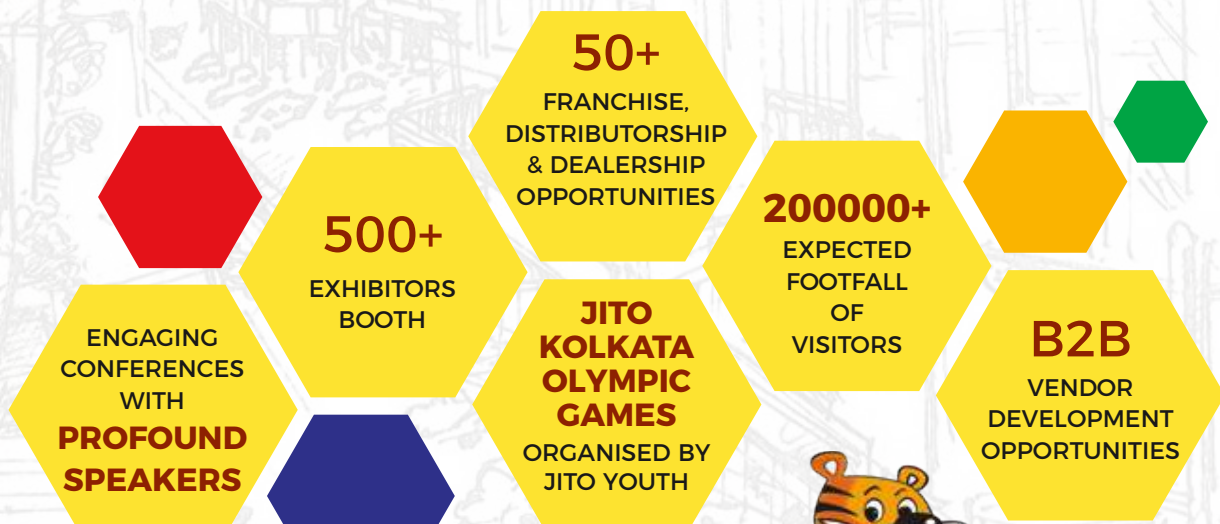 50+
FRANCHISE,
DISTRIBUTORSHIP
& DEALERSHIP
OPPORTUNITIES
500+
EXHIBITORS
BOOTH
200000+
EXPECTED
FOOTFALL
OF
VISITORS
ENGAGING
CONFERENCES
WITH
PROFOUND
SPEAKERS
JITO
KOLKATA
OLYMPIC
GAMES
ORGANISED BY
JITO YOUTH
B2B
VENDOR
DEVELOPMENT
OPPORTUNITIES